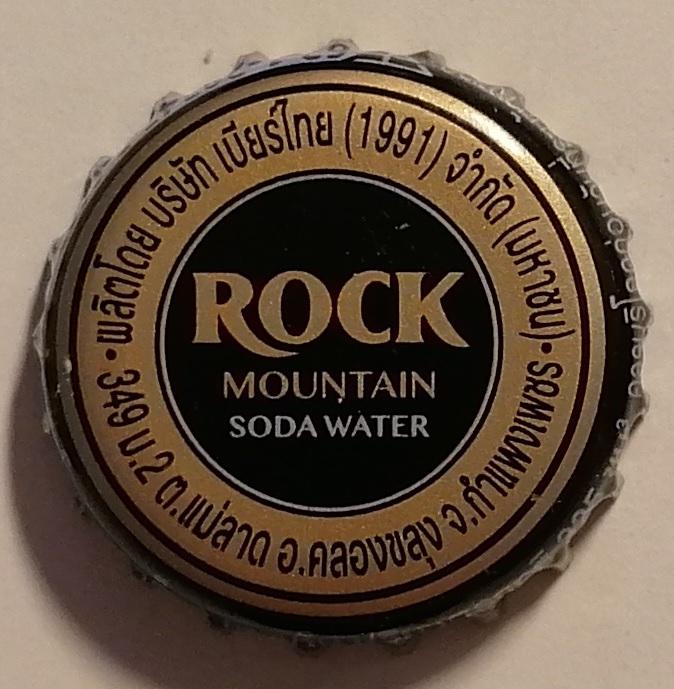 ROCK
MOUNTAIN
SODA WATER
• ผลิตโดย บริษัท เบียร์ไทย (1991) จำกัด (มหาชน) •
349 ม.2 ต.แม่ลาด อ.คลองขลุง จ.กำแพงเพชร